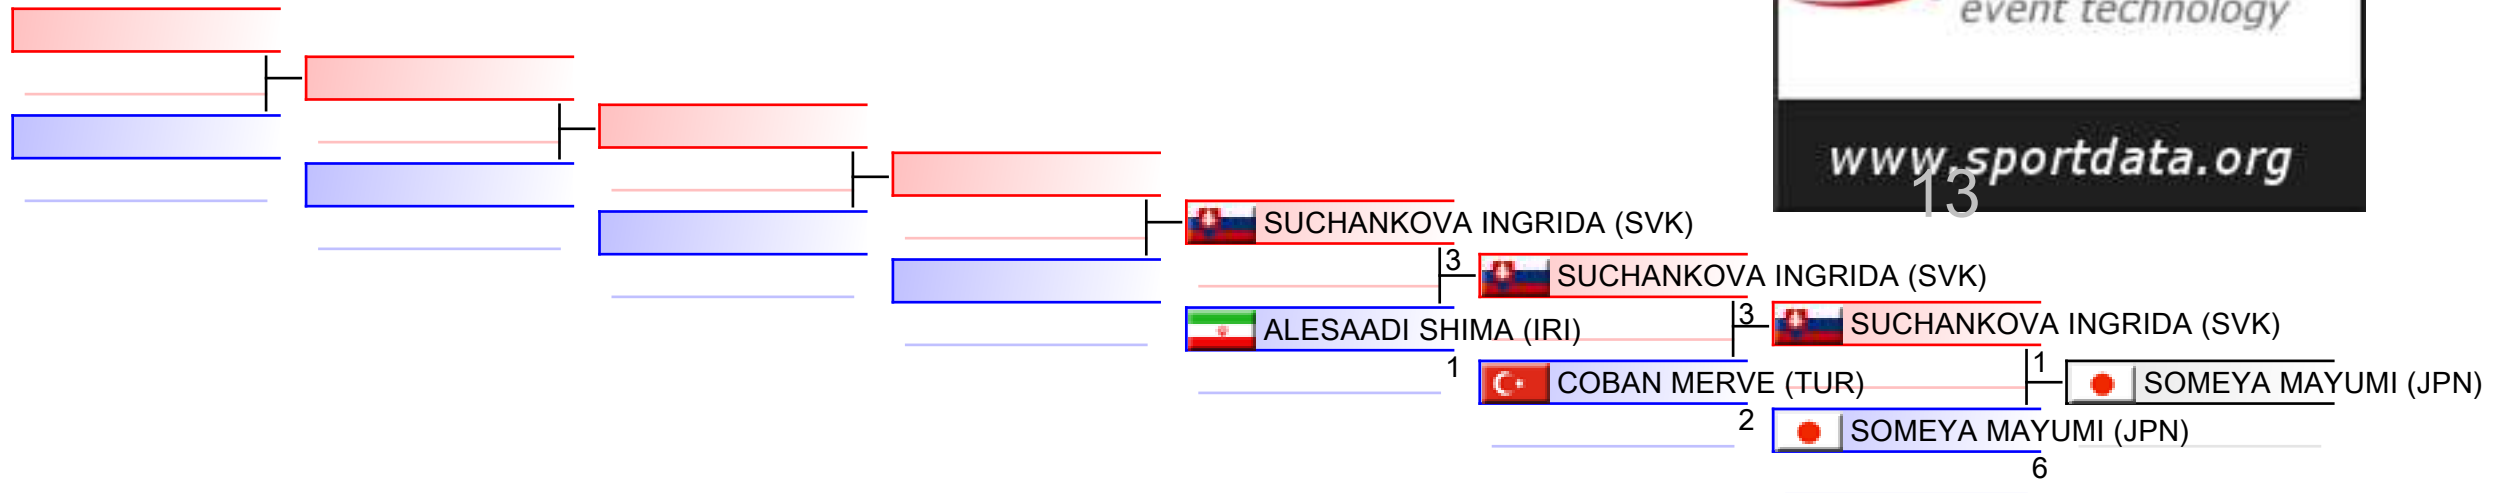 event technology
www.sportdata.org
13
SUCHANKOVA INGRIDA (SVK)
3
SUCHANKOVA INGRIDA (SVK)
ALESAADI SHIMA (IRI)
1
3
SUCHANKOVA INGRIDA (SVK)
COBAN MERVE (TUR)
2
1
SOMEYA MAYUMI (JPN)
SOMEYA MAYUMI (JPN)
6